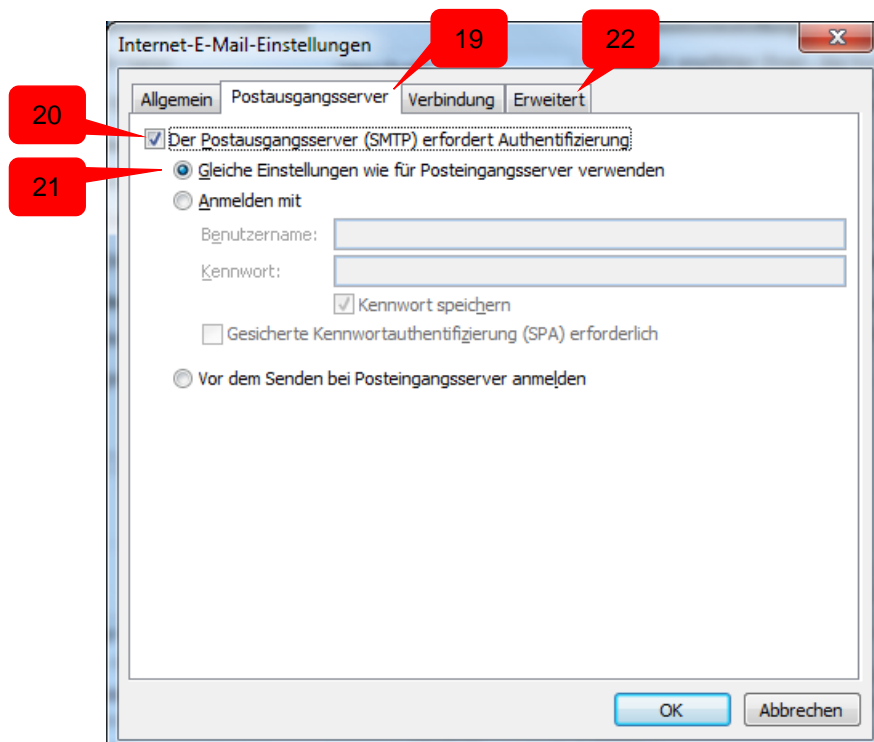 19
22
Internet-E-Mail-Einstellungen
Allgemein Postausgangsserver Verbindung Erweitert
20
Der Postausgangsserver (SMTP) erfordert Authentifizierung
21
Gleiche Einstellungen wie für Posteingangsserver verwenden
Anmelden mit
Benutzername:
Kennwort:
Kennwort speichern
Gesicherte Kennwortauthentifizierung (SPA) erforderlich
Vor dem Senden bei Posteingangsserver anmelden
OK Abbrechen